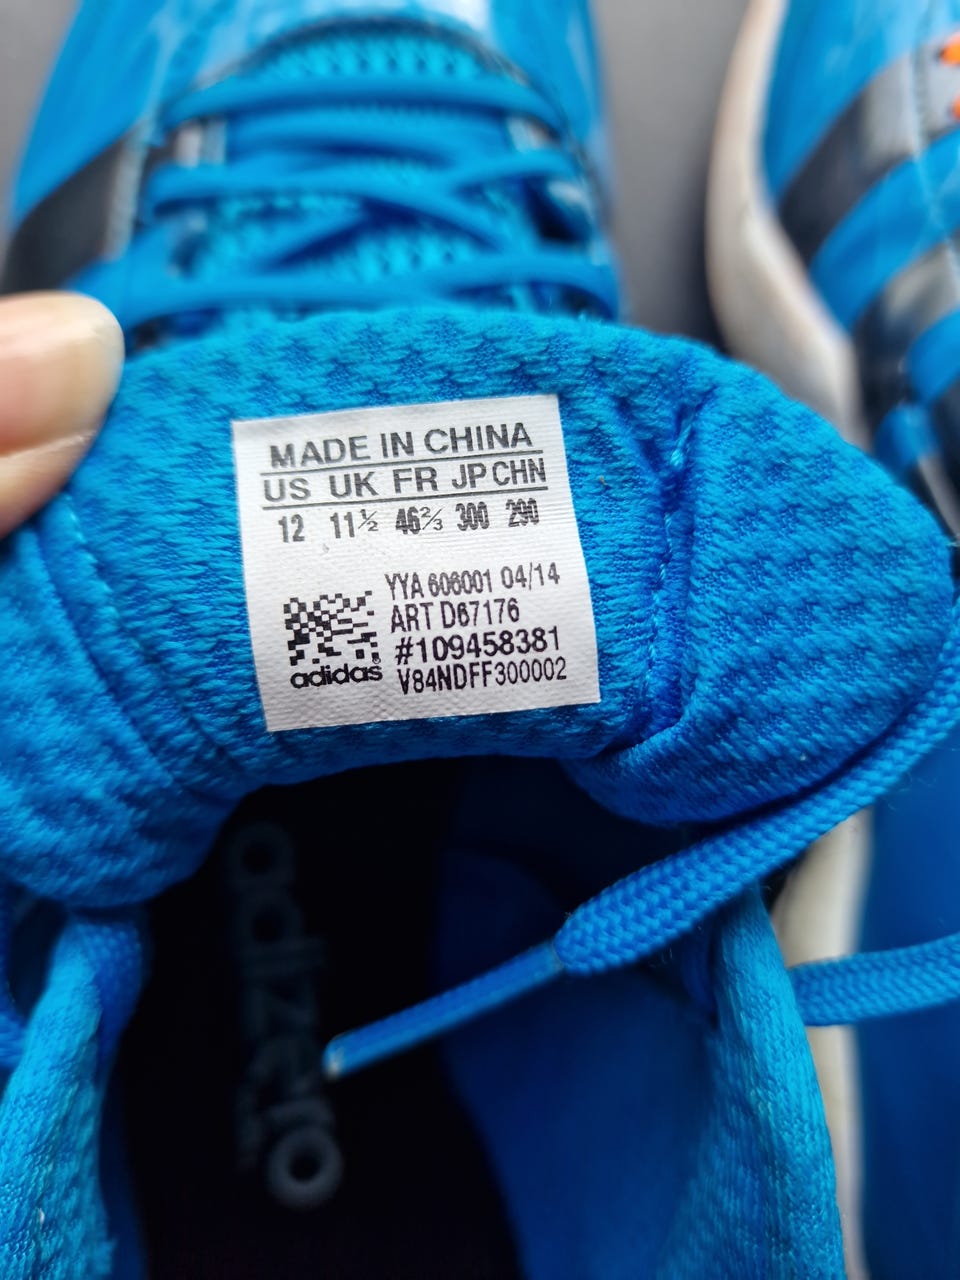 MADE IN CHINA
US UK FR JP CHN
12 11½ 46⅔ 300 290
YYA 606001 04/14
ART D67176
#109458381
V84NDFF300002
adidas®
adizero